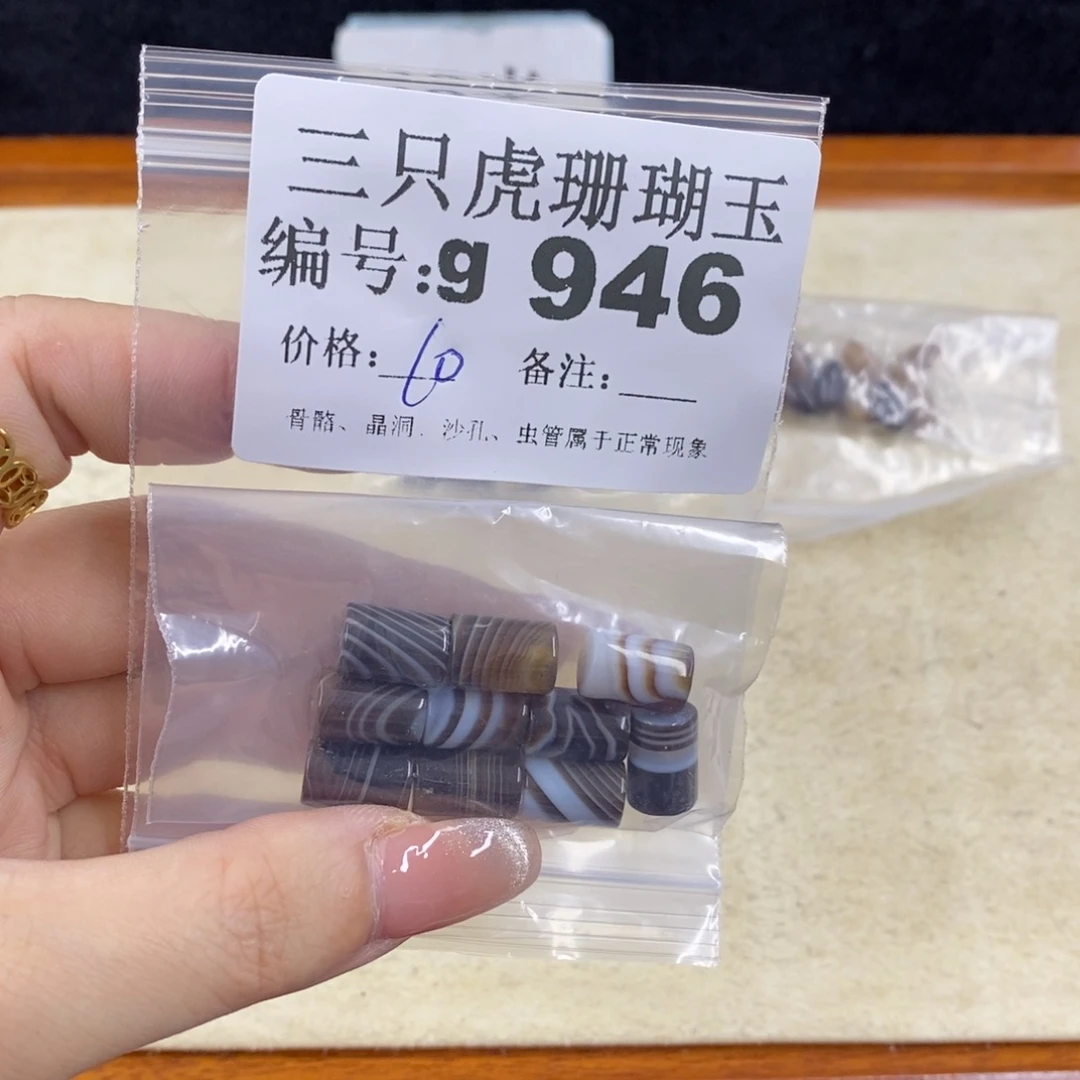 三只虎珊瑚玉
编号:g 946
价格:60 备注:
骨骼、晶洞、沙孔、虫管属于正常现象